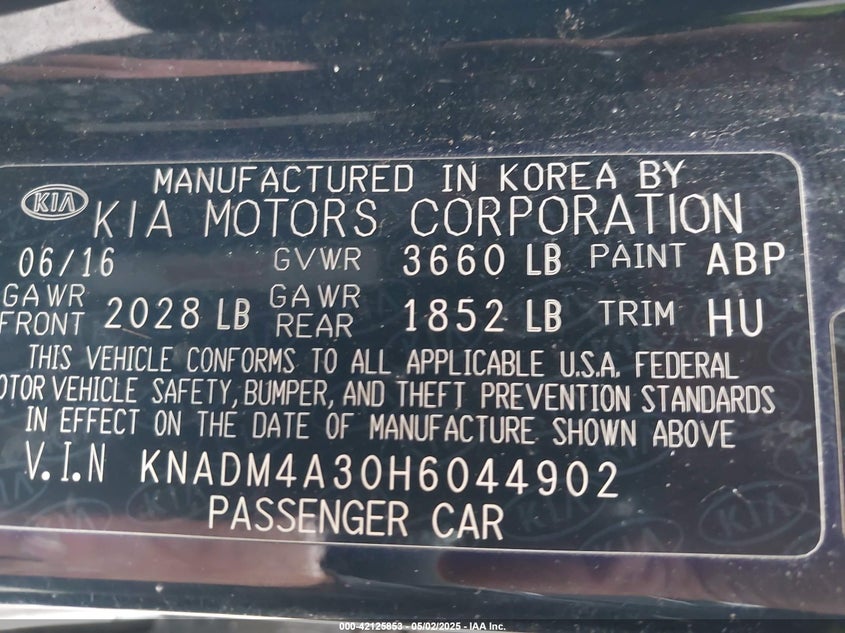 MANUFACTURED IN KOREA BY
KIA KIA MOTORS CORPORATION
06/16 GVWR 3660 LB PAINT ABP
GAWR FRONT 2028 LB GAWR REAR 1852 LB TRIM HU
THIS VEHICLE CONFORMS TO ALL APPLICABLE U.S.A. FEDERAL
OTOR VEHICLE SAFETY, BUMPER, AND THEFT PREVENTION STANDARDS
IN EFFECT ON THE DATE OF MANUFACTURE SHOWN ABOVE
V.I.N KNADM4A30H6044902
PASSENGER CAR
000-42125853 - 05/02/2025 - IAA Inc.